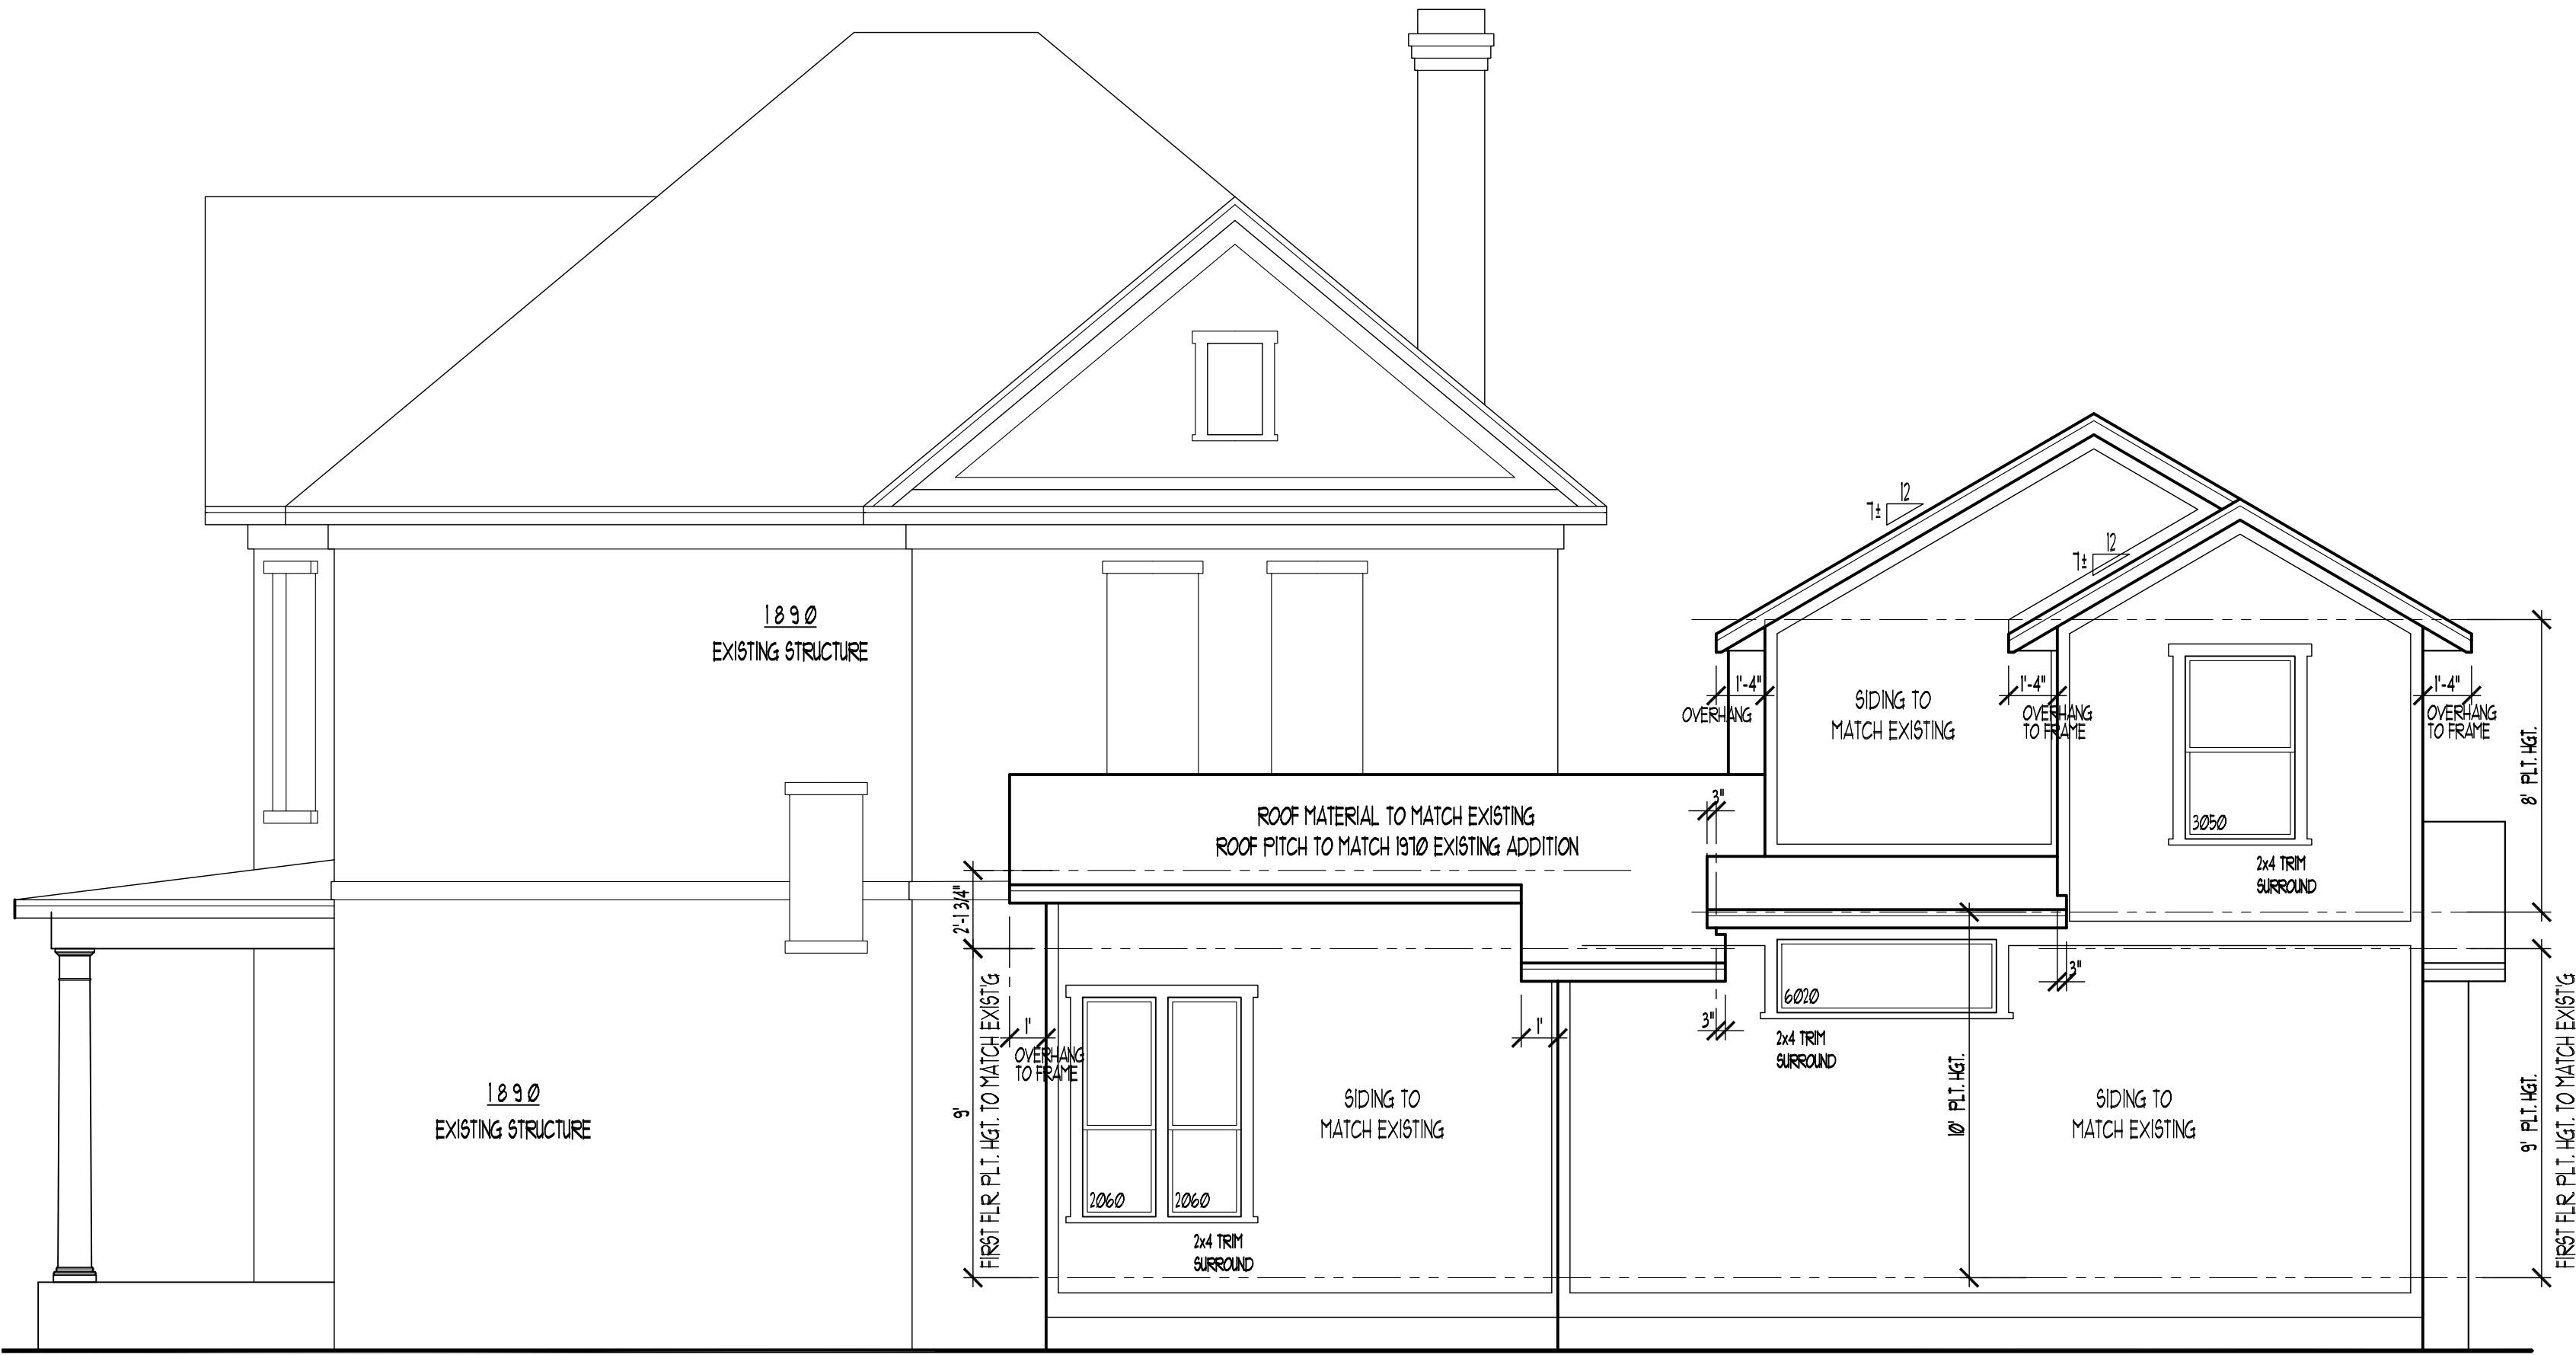 12
7±
12
7±
1890
EXISTING STRUCTURE
1'-4"
OVERHANG
SIDING TO
MATCH EXISTING
1'-4"
OVERHANG
TO FRAME
1'-4"
OVERHANG
TO FRAME
8' PLT. HGT.
3"
ROOF MATERIAL TO MATCH EXISTING
ROOF PITCH TO MATCH 1970 EXISTING ADDITION
3050
2x4 TRIM
SURROUND
2'-1 3/4"
3"
6020
3"
2x4 TRIM
SURROUND
1'
OVERHANG
TO FRAME
1'
9'
FIRST FLR. PLT. HGT. TO MATCH EXIST'G
1890
EXISTING STRUCTURE
SIDING TO
MATCH EXISTING
10' PLT. HGT.
SIDING TO
MATCH EXISTING
9' PLT. HGT.
FIRST FLR. PLT. HGT. TO MATCH EXIST'G
2060
2060
2x4 TRIM
SURROUND